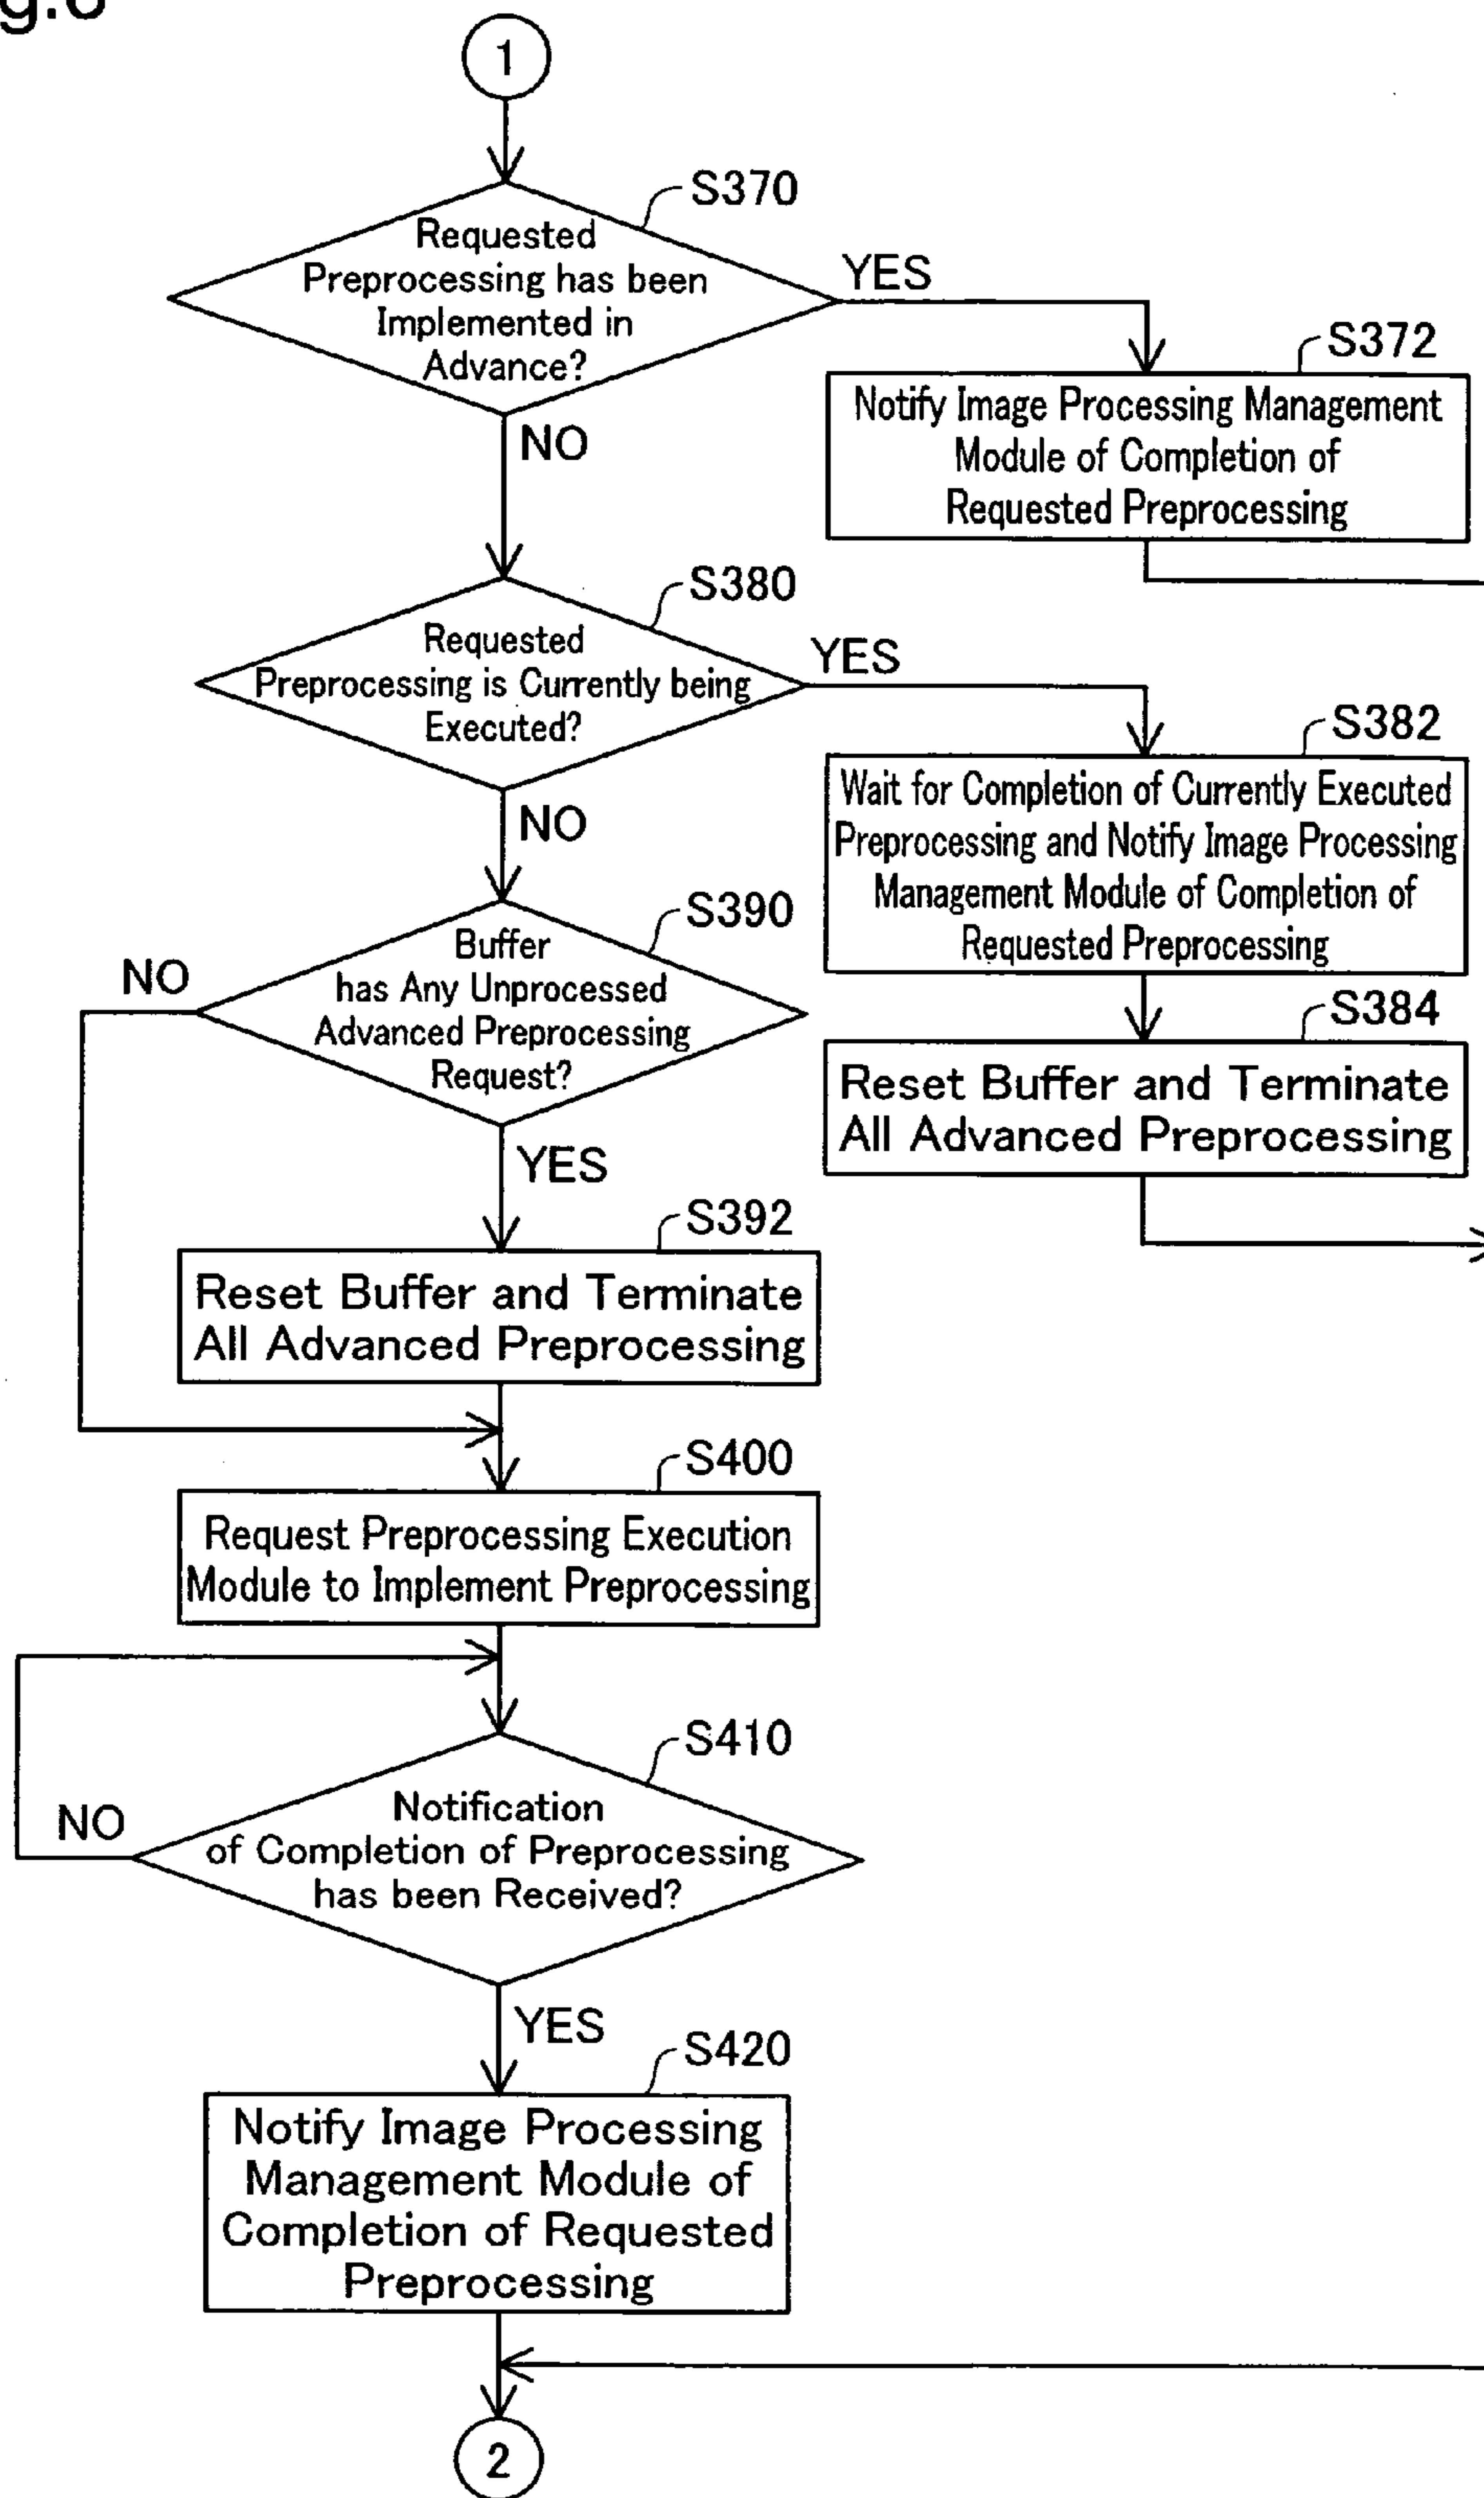 1
S370
Requested
Preprocessing has been
Implemented in
Advance?
YES
NO
S372
Notify Image Processing Management
Module of Completion of
Requested Preprocessing
S380
Requested
Preprocessing is Currently being
Executed?
YES
NO
S382
Wait for Completion of Currently Executed
Preprocessing and Notify Image Processing
Management Module of Completion of
Requested Preprocessing
S384
Reset Buffer and Terminate
All Advanced Preprocessing
S390
Buffer
has Any Unprocessed
Advanced Preprocessing
Request?
NO
YES
S392
Reset Buffer and Terminate
All Advanced Preprocessing
S400
Request Preprocessing Execution
Module to Implement Preprocessing
S410
Notification
of Completion of Preprocessing
has been Received?
NO
YES
S420
Notify Image Processing
Management Module of
Completion of Requested
Preprocessing
2